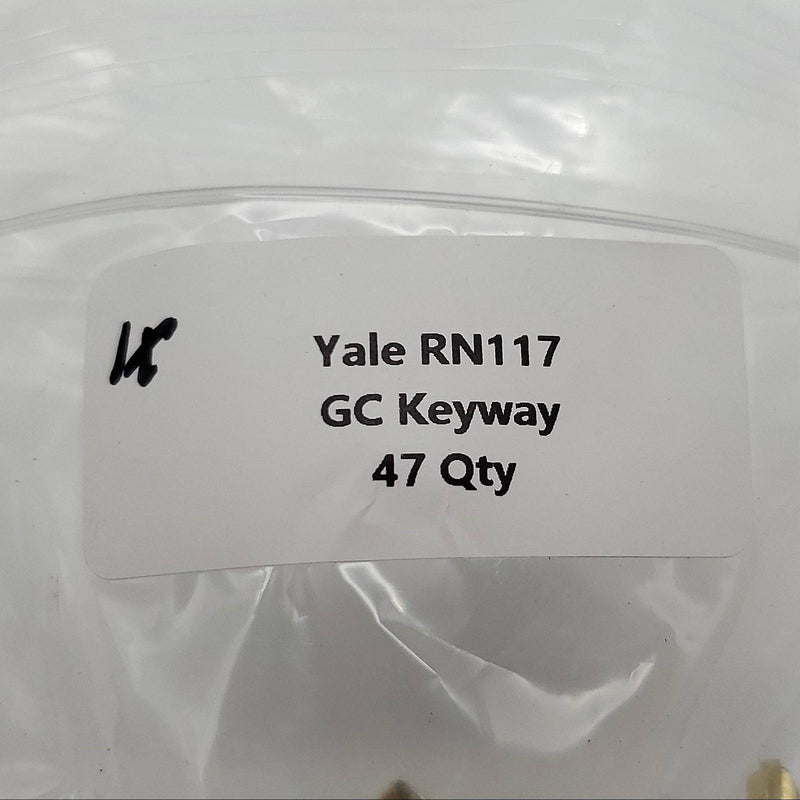 Yale RN117
GC Keyway
47 Qty